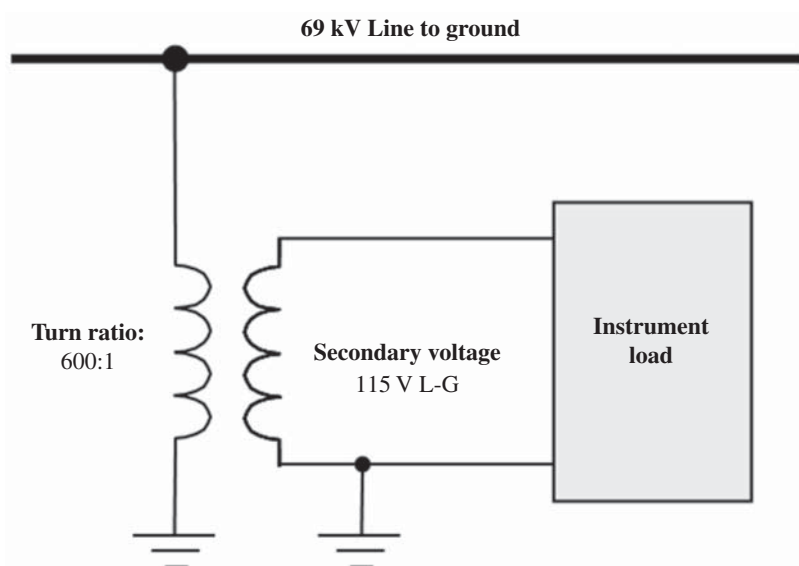 69 kV Line to ground
Turn ratio:
600:1
Secondary voltage
115 V L-G
Instrument
load